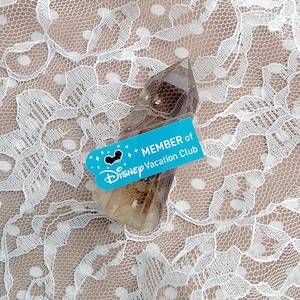 MEMBER of
DISNEY Vacation Club